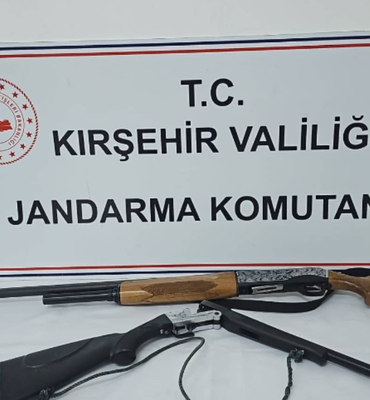 T.C.
KIRŞEHİR VALİLİĞ
JANDARMA KOMUTAN